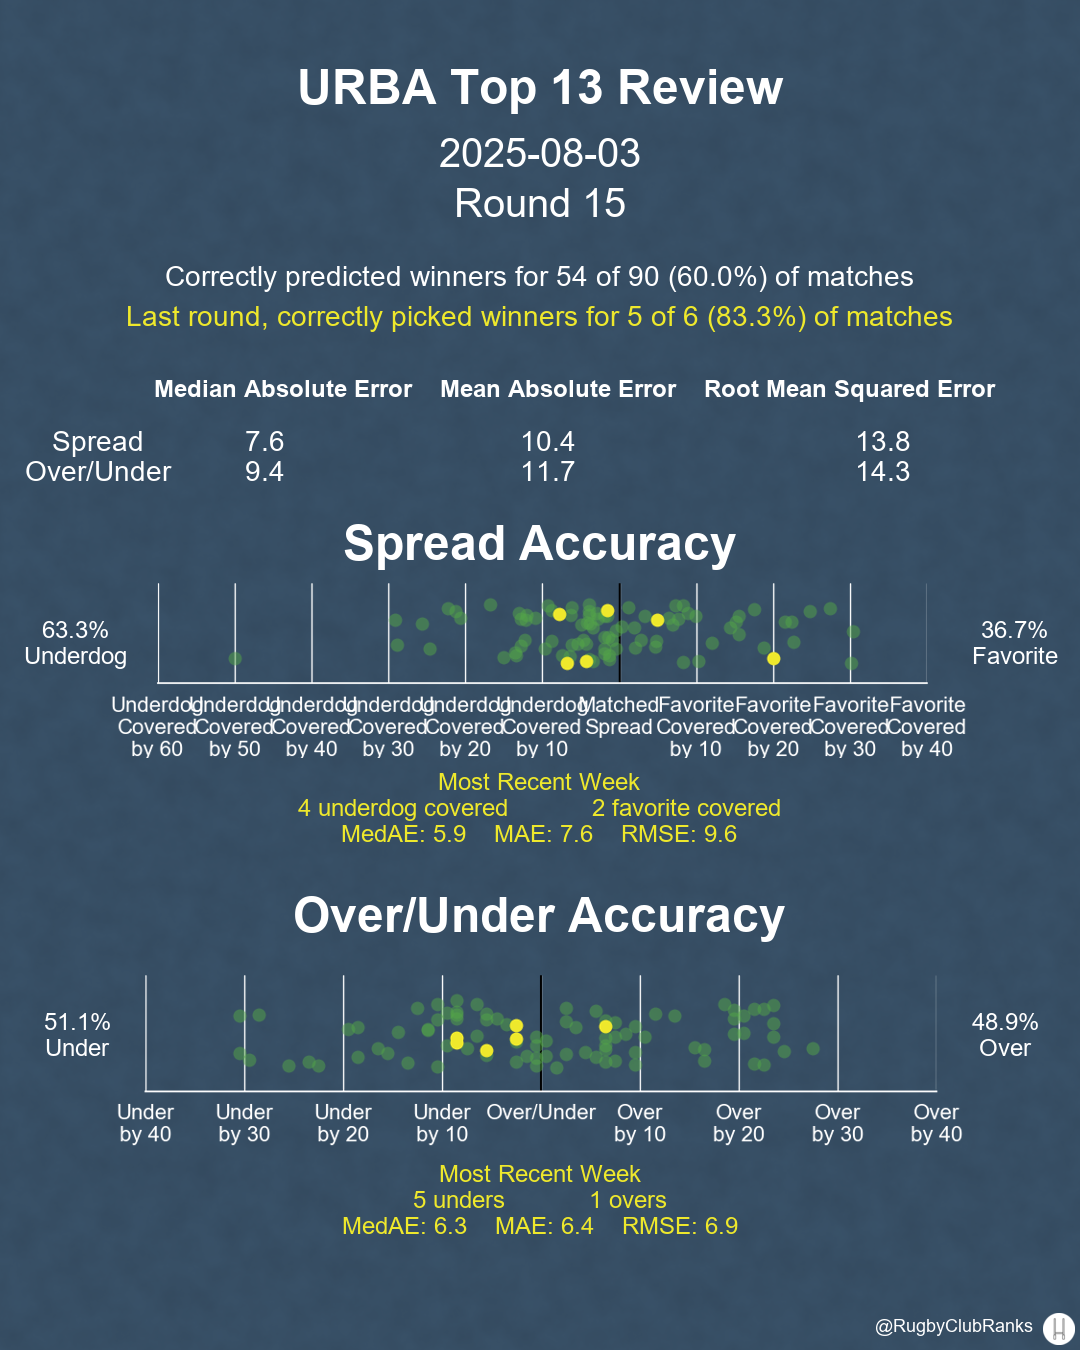 URBA Top 13 Review
2025-08-03
Round 15
Correctly predicted winners for 54 of 90 (60.0%) of matches
Last round, correctly picked winners for 5 of 6 (83.3%) of matches
Median Absolute Error Mean Absolute Error Root Mean Squared Error
Spread 7.6 10.4 13.8
Over/Under 9.4 11.7 14.3
Spread Accuracy
63.3% Underdog
36.7% Favorite
Underdog Covered by 60
Underdog Covered by 50
Underdog Covered by 40
Underdog Covered by 30
Underdog Covered by 20
Underdog Covered by 10
Matched Spread
Favorite Covered by 10
Favorite Covered by 20
Favorite Covered by 30
Favorite Covered by 40
Most Recent Week
4 underdog covered 2 favorite covered
MedAE: 5.9 MAE: 7.6 RMSE: 9.6
Over/Under Accuracy
51.1% Under
48.9% Over
Under by 40
Under by 30
Under by 20
Under by 10
Over/Under
Over by 10
Over by 20
Over by 30
Over by 40
Most Recent Week
5 unders 1 overs
MedAE: 6.3 MAE: 6.4 RMSE: 6.9
@RugbyClubRanks